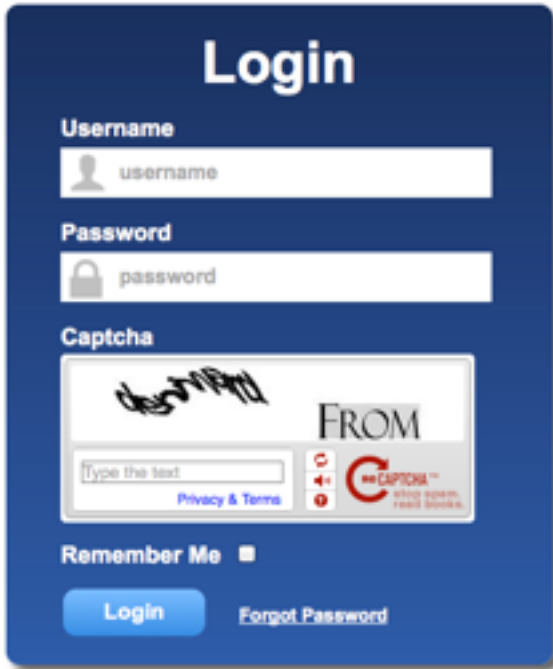 Login
Username
username
Password
password
Captcha
FROM
Type the text
Privacy & Terms
reCAPTCHA™
stop spam.
read books.
Remember Me
Login Forgot Password